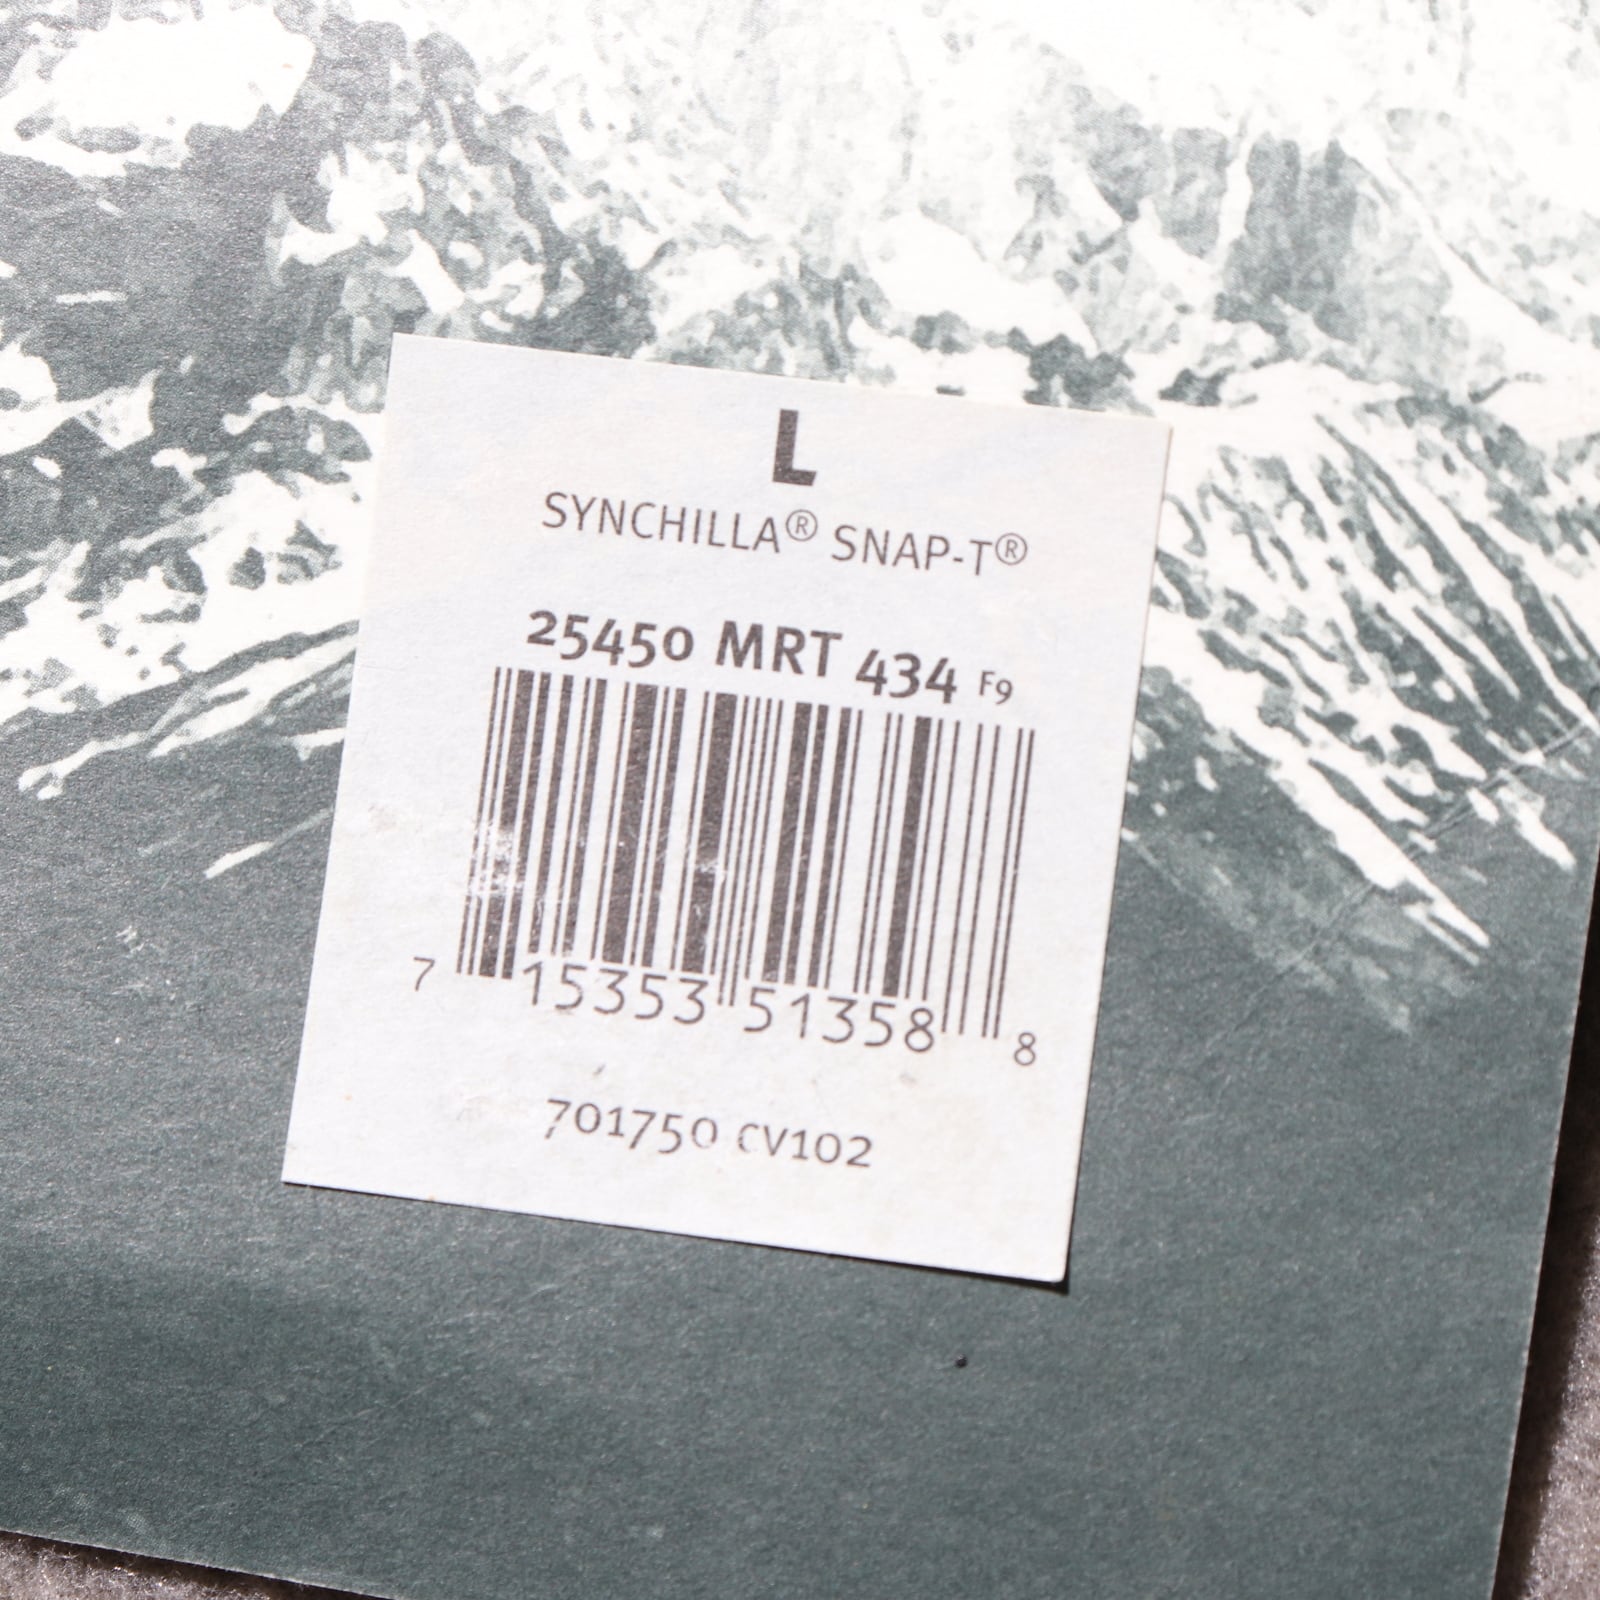 L
SYNCHILLA® SNAP-T®
25450 MRT 434 F9
7 15353 51358 8
701750 CV102